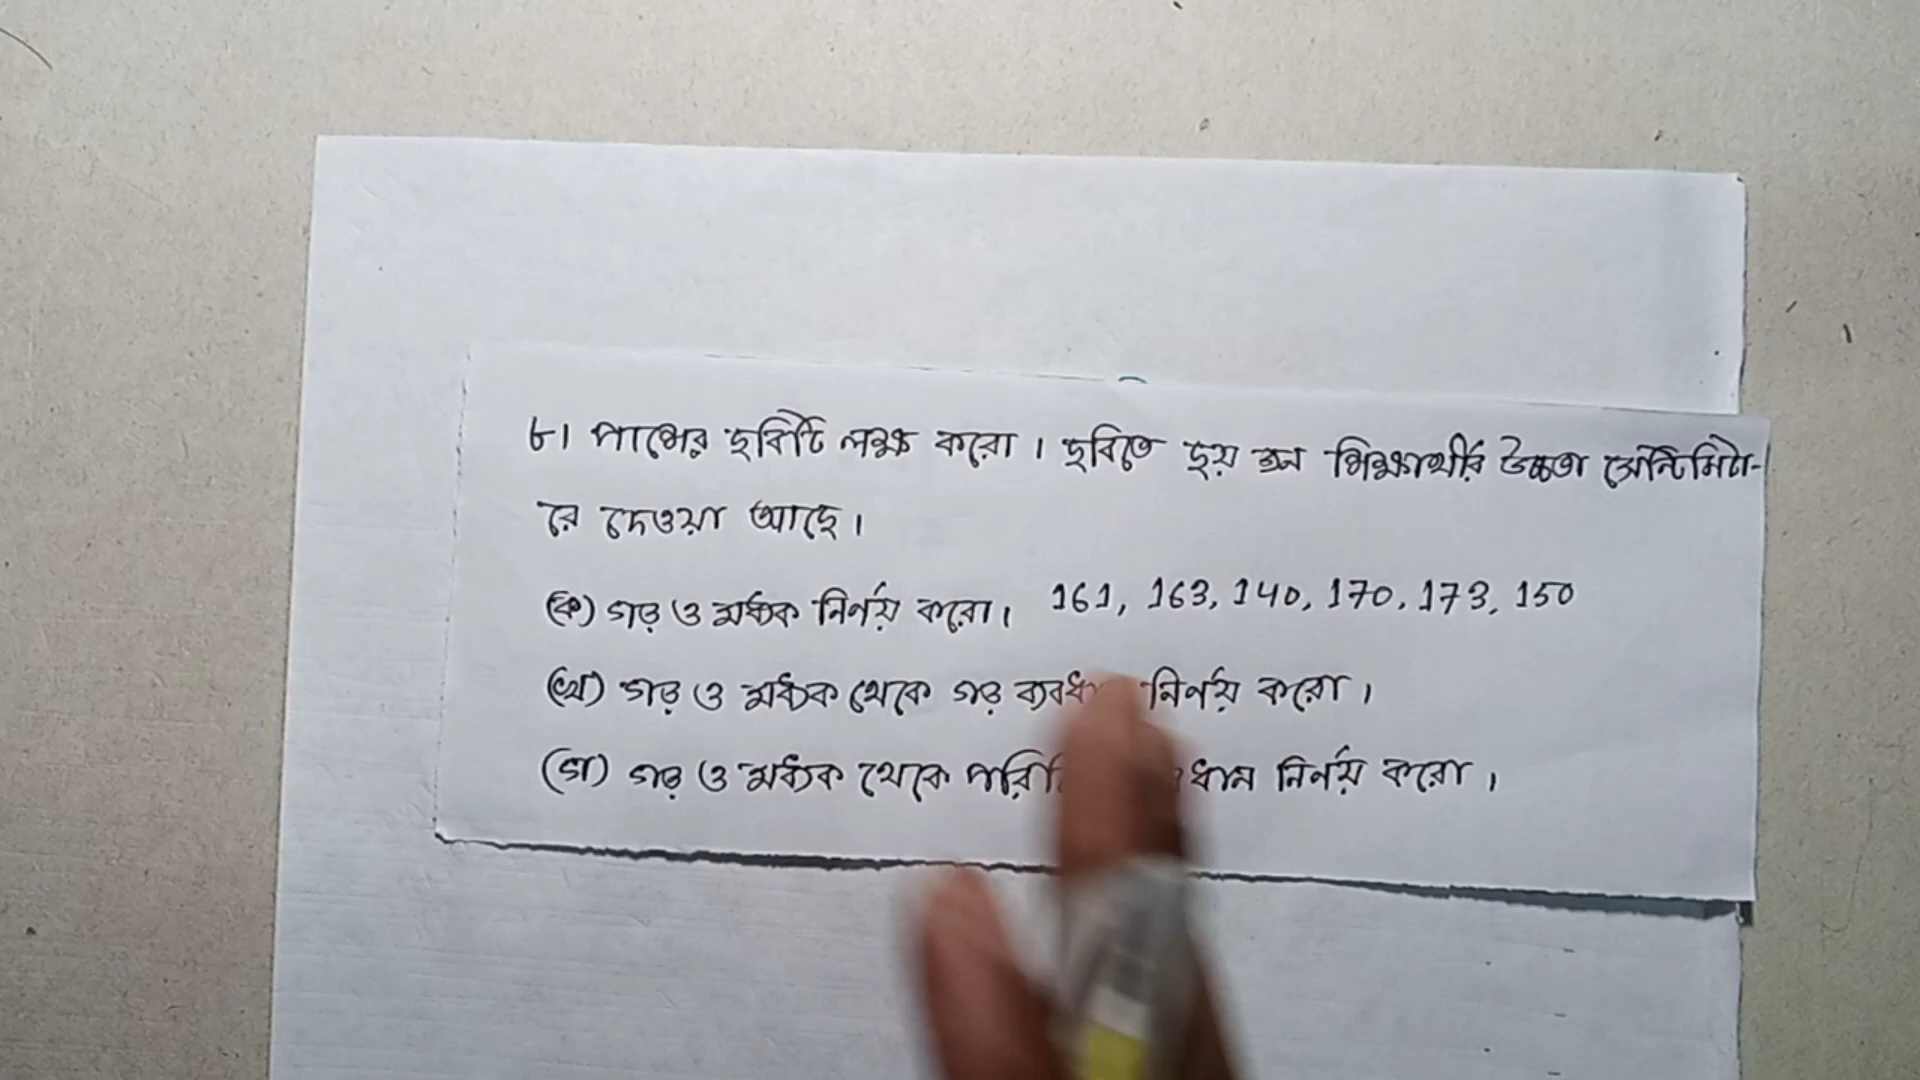 ৮। পাশের ছবিটি লক্ষ করো। ছবিতে ছয় জন শিক্ষার্থীর উচ্চতা সেন্টিমিটা-
রে দেওয়া আছে।
(ক) গড় ও মধ্যক নির্ণয় করো। 161, 163, 140, 170, 173, 150
(খ) গড় ও মধ্যক থেকে গড় নির্ণয় করো।
(গ) গড় ও মধ্যক থেকে নির্ণয় করো।